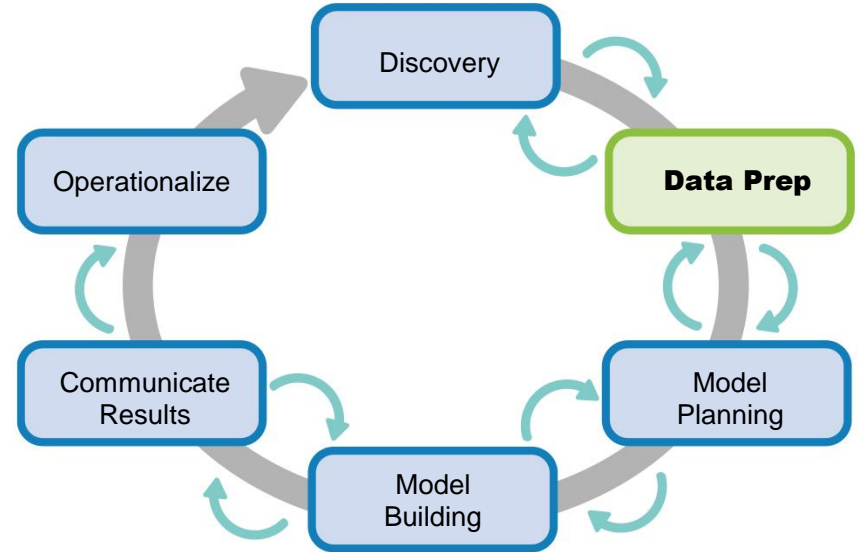 Discovery
Data Prep
Model
Planning
Model
Building
Communicate
Results
Operationalize